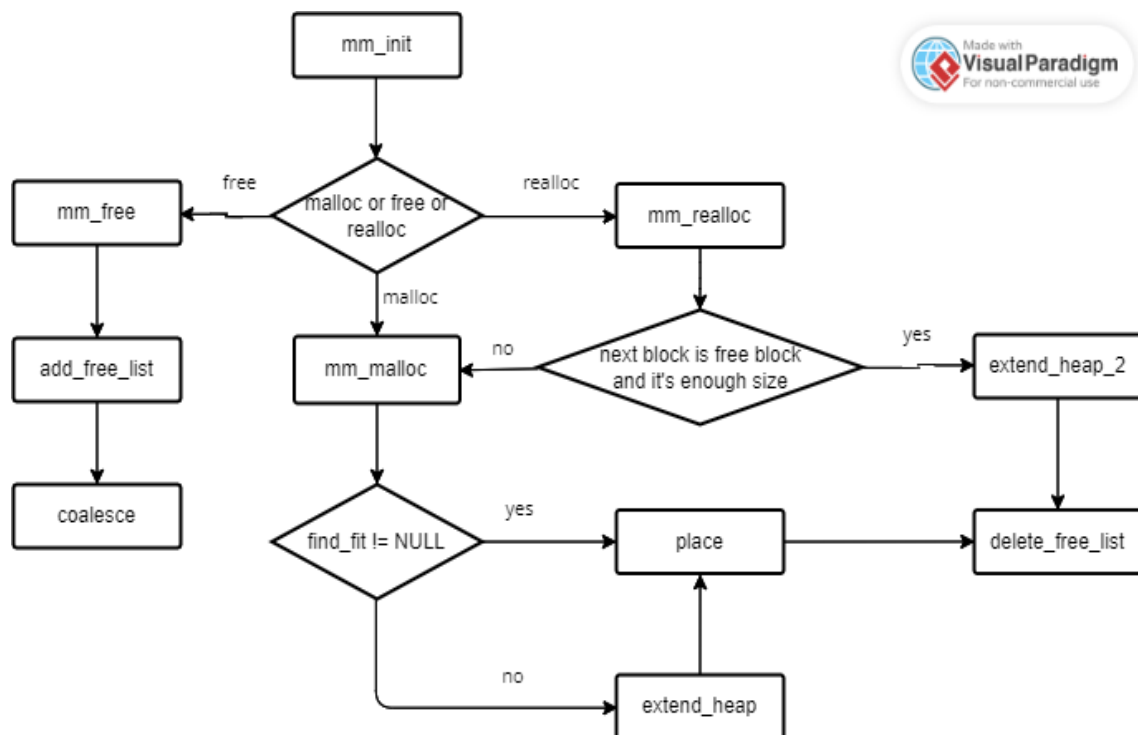 mm_init
Made with
VisualParadigm
For non-commercial use
free
malloc or free or
realloc
realloc
mm_free
mm_realloc
malloc
add_free_list
mm_malloc
no
next block is free block
and it's enough size
yes
extend_heap_2
coalesce
find_fit != NULL
yes
place
delete_free_list
no
extend_heap